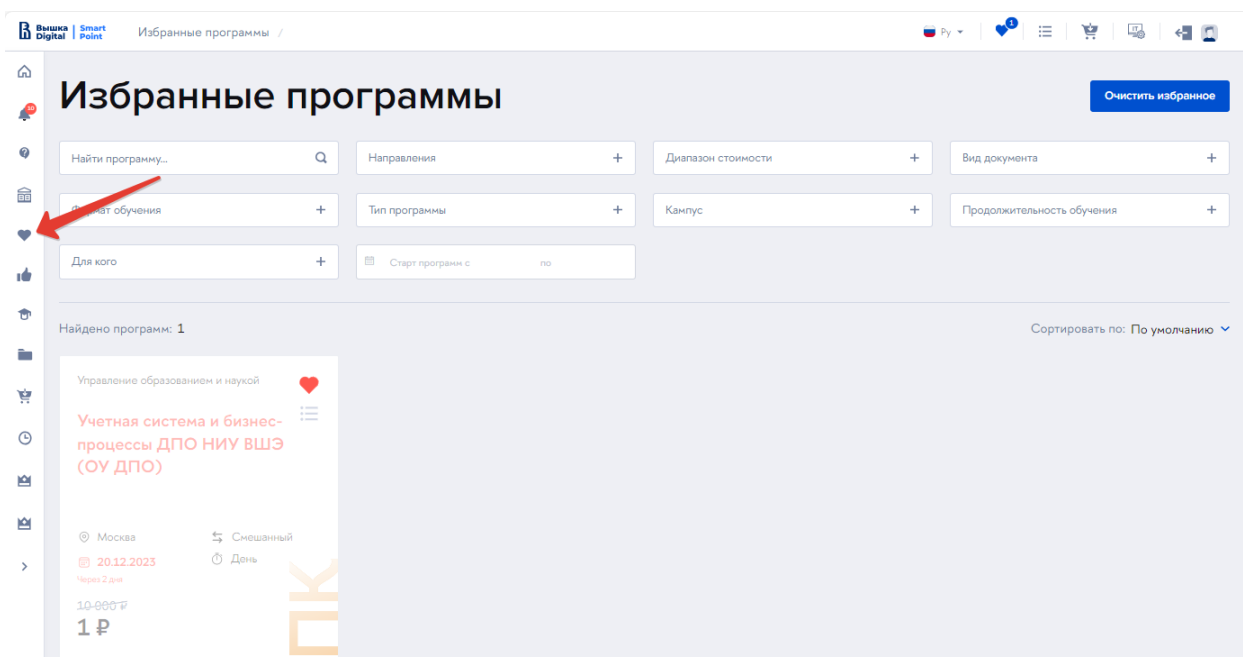 Вышка | Smart
Digital | Point
Избранные программы /
Ру
1
10
Избранные программы
Очистить избранное
Найти программу...
Направления
Диапазон стоимости
Вид документа
Формат обучения
Тип программы
Кампус
Продолжительность обучения
Для кого
Старт программ с
по
Найдено программ: 1
Сортировать по: По умолчанию
Управление образованием и наукой
Учетная система и бизнес-
процессы ДПО НИУ ВШЭ
(ОУ ДПО)
Москва
Смешанный
20.12.2023
День
Через 2 дня
10 000 ₽
1 ₽
ПК